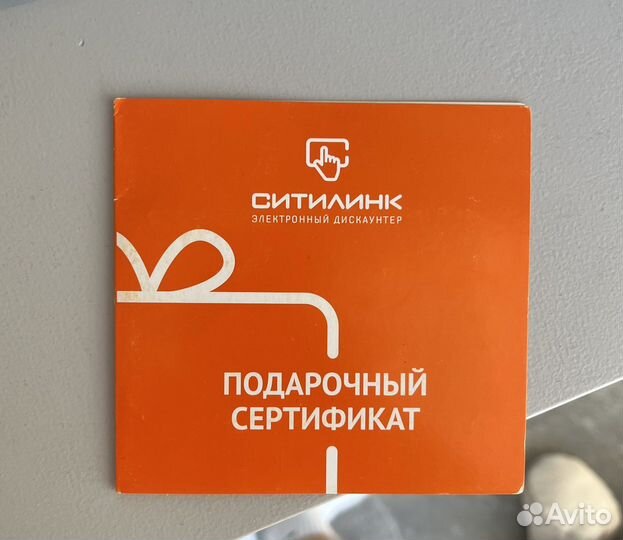 СИТИЛИНК
ЭЛЕКТРОННЫЙ ДИСКАУНТЕР
ПОДАРОЧНЫЙ
СЕРТИФИКАТ
Avito